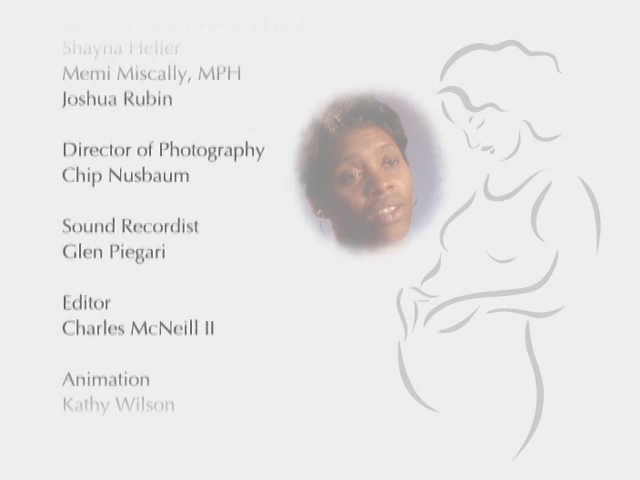 Shayna Heller
Memi Miscally, MPH
Joshua Rubin
Director of Photography
Chip Nusbaum
Sound Recordist
Glen Piegari
Editor
Charles McNeill II
Animation
Kathy Wilson